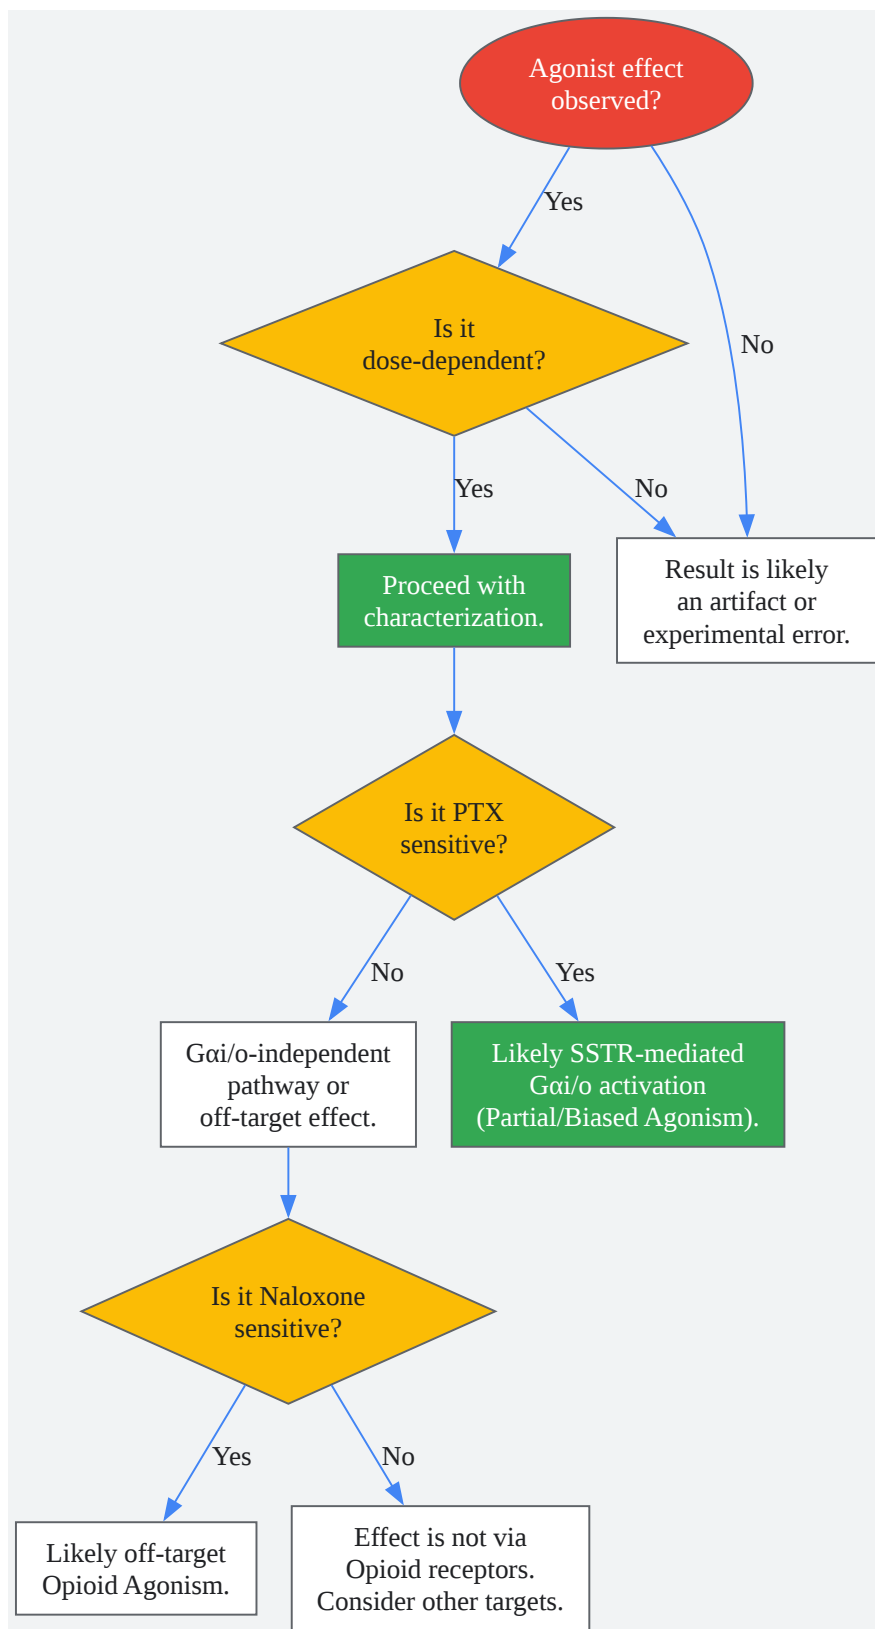 Agonist effect
observed?
Yes
Is it
dose-dependent?
No
Yes
No
Result is likely
an artifact or
experimental error.
Proceed with
characterization.
Is it PTX
sensitive?
No
Yes
Gαi/o-independent
pathway or
off-target effect.
Likely SSTR-mediated
Gαi/o activation
(Partial/Biased Agonism).
Is it Naloxone
sensitive?
Yes
No
Likely off-target
Opioid Agonism.
Effect is not via
Opioid receptors.
Consider other targets.